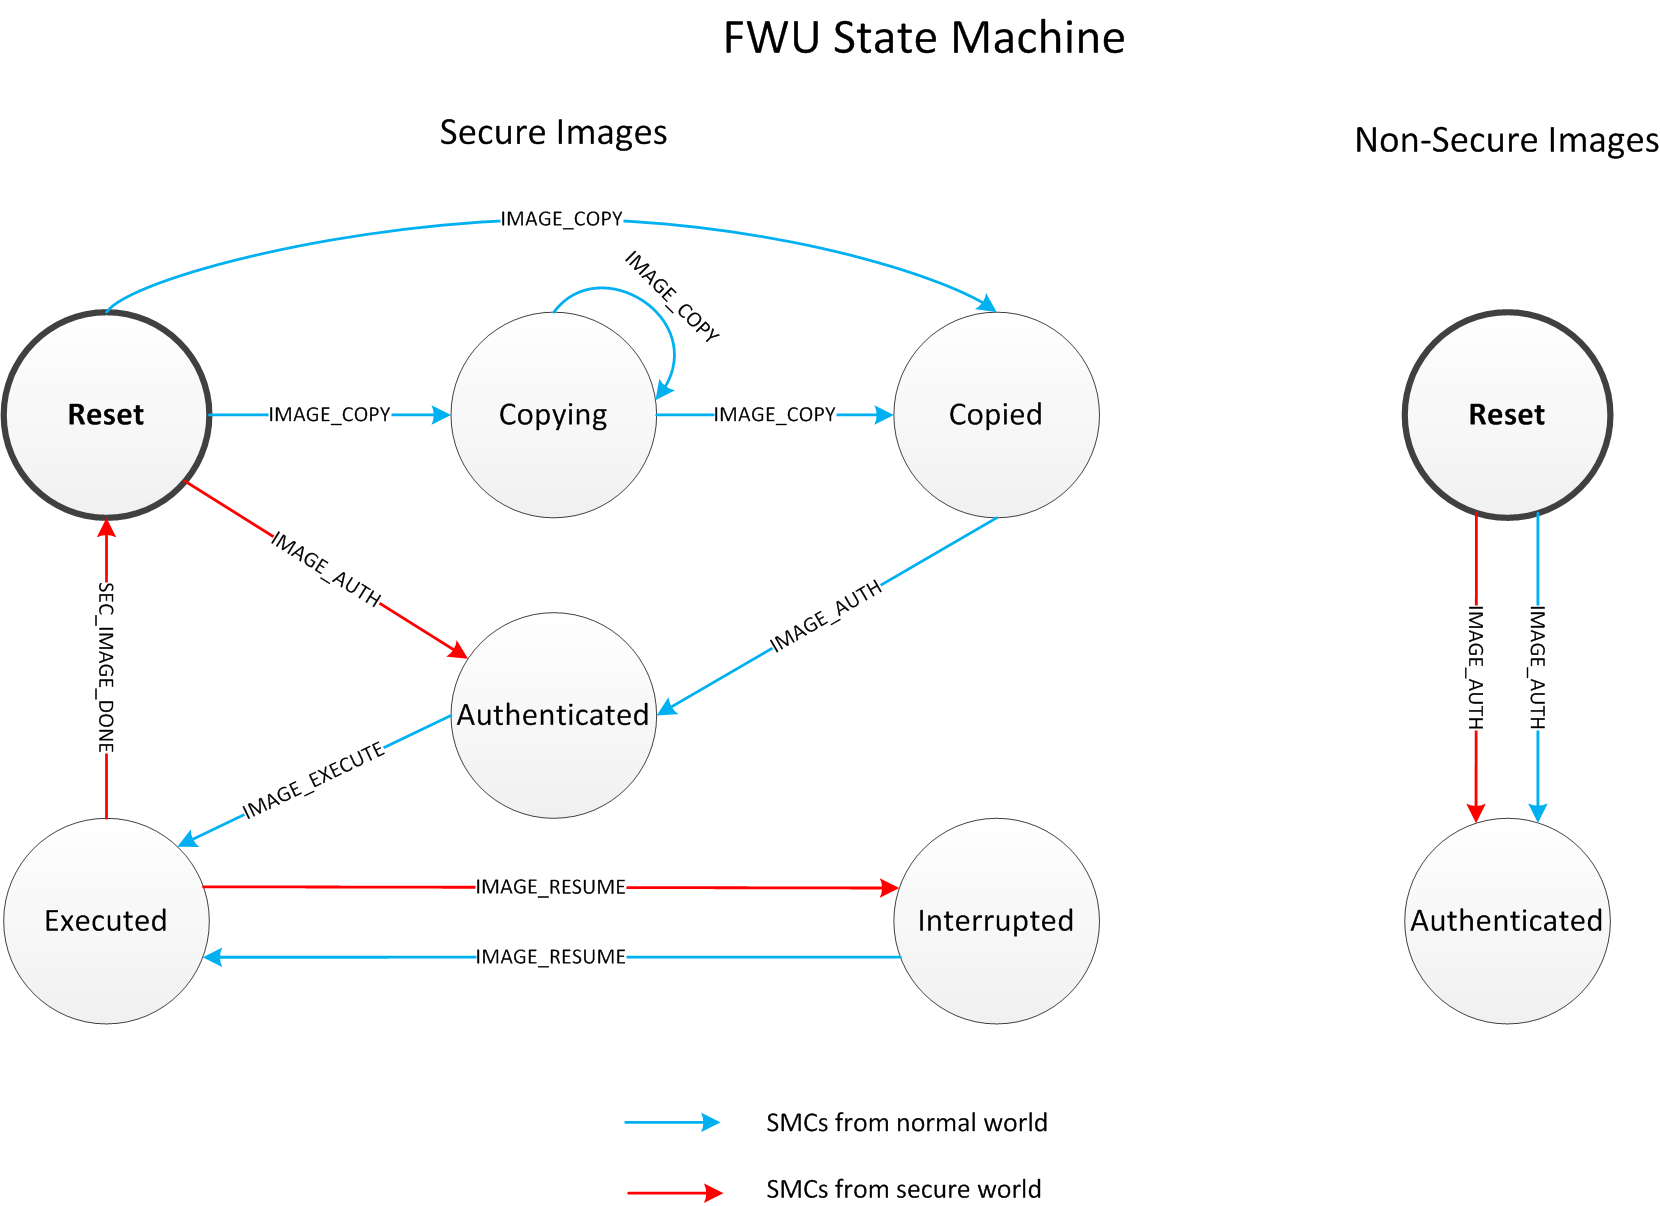 FWU State Machine
Secure Images
Non-Secure Images
IMAGE_COPY
IMAGE_COPY
Reset
IMAGE_COPY
Copying
IMAGE_COPY
Copied
Reset
IMAGE_AUTH
IMAGE_AUTH
SEC_IMAGE_DONE
IMAGE_AUTH
IMAGE_AUTH
Authenticated
IMAGE_EXECUTE
Executed
IMAGE_RESUME
IMAGE_RESUME
Interrupted
Authenticated
SMCs from normal world
SMCs from secure world